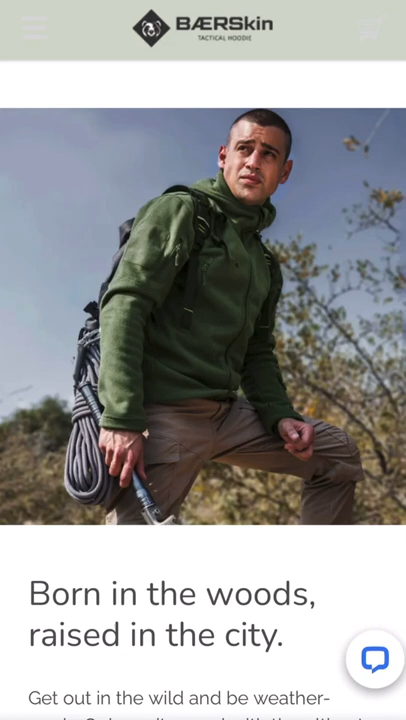 BÆRSkin
TACTICAL HOODIE
Born in the woods,
raised in the city.
Get out in the wild and be weather-